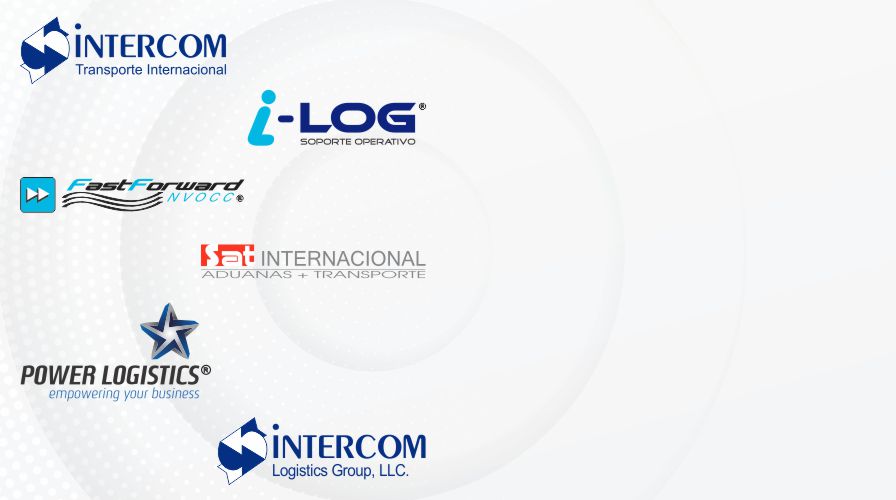 INTERCOM
Transporte Internacional
i-LOG®
SOPORTE OPERATIVO
FastForward
NVOCC®
Sat INTERNACIONAL
ADUANAS + TRANSPORTE
POWER LOGISTICS®
empowering your business
INTERCOM
Logistics Group, LLC.